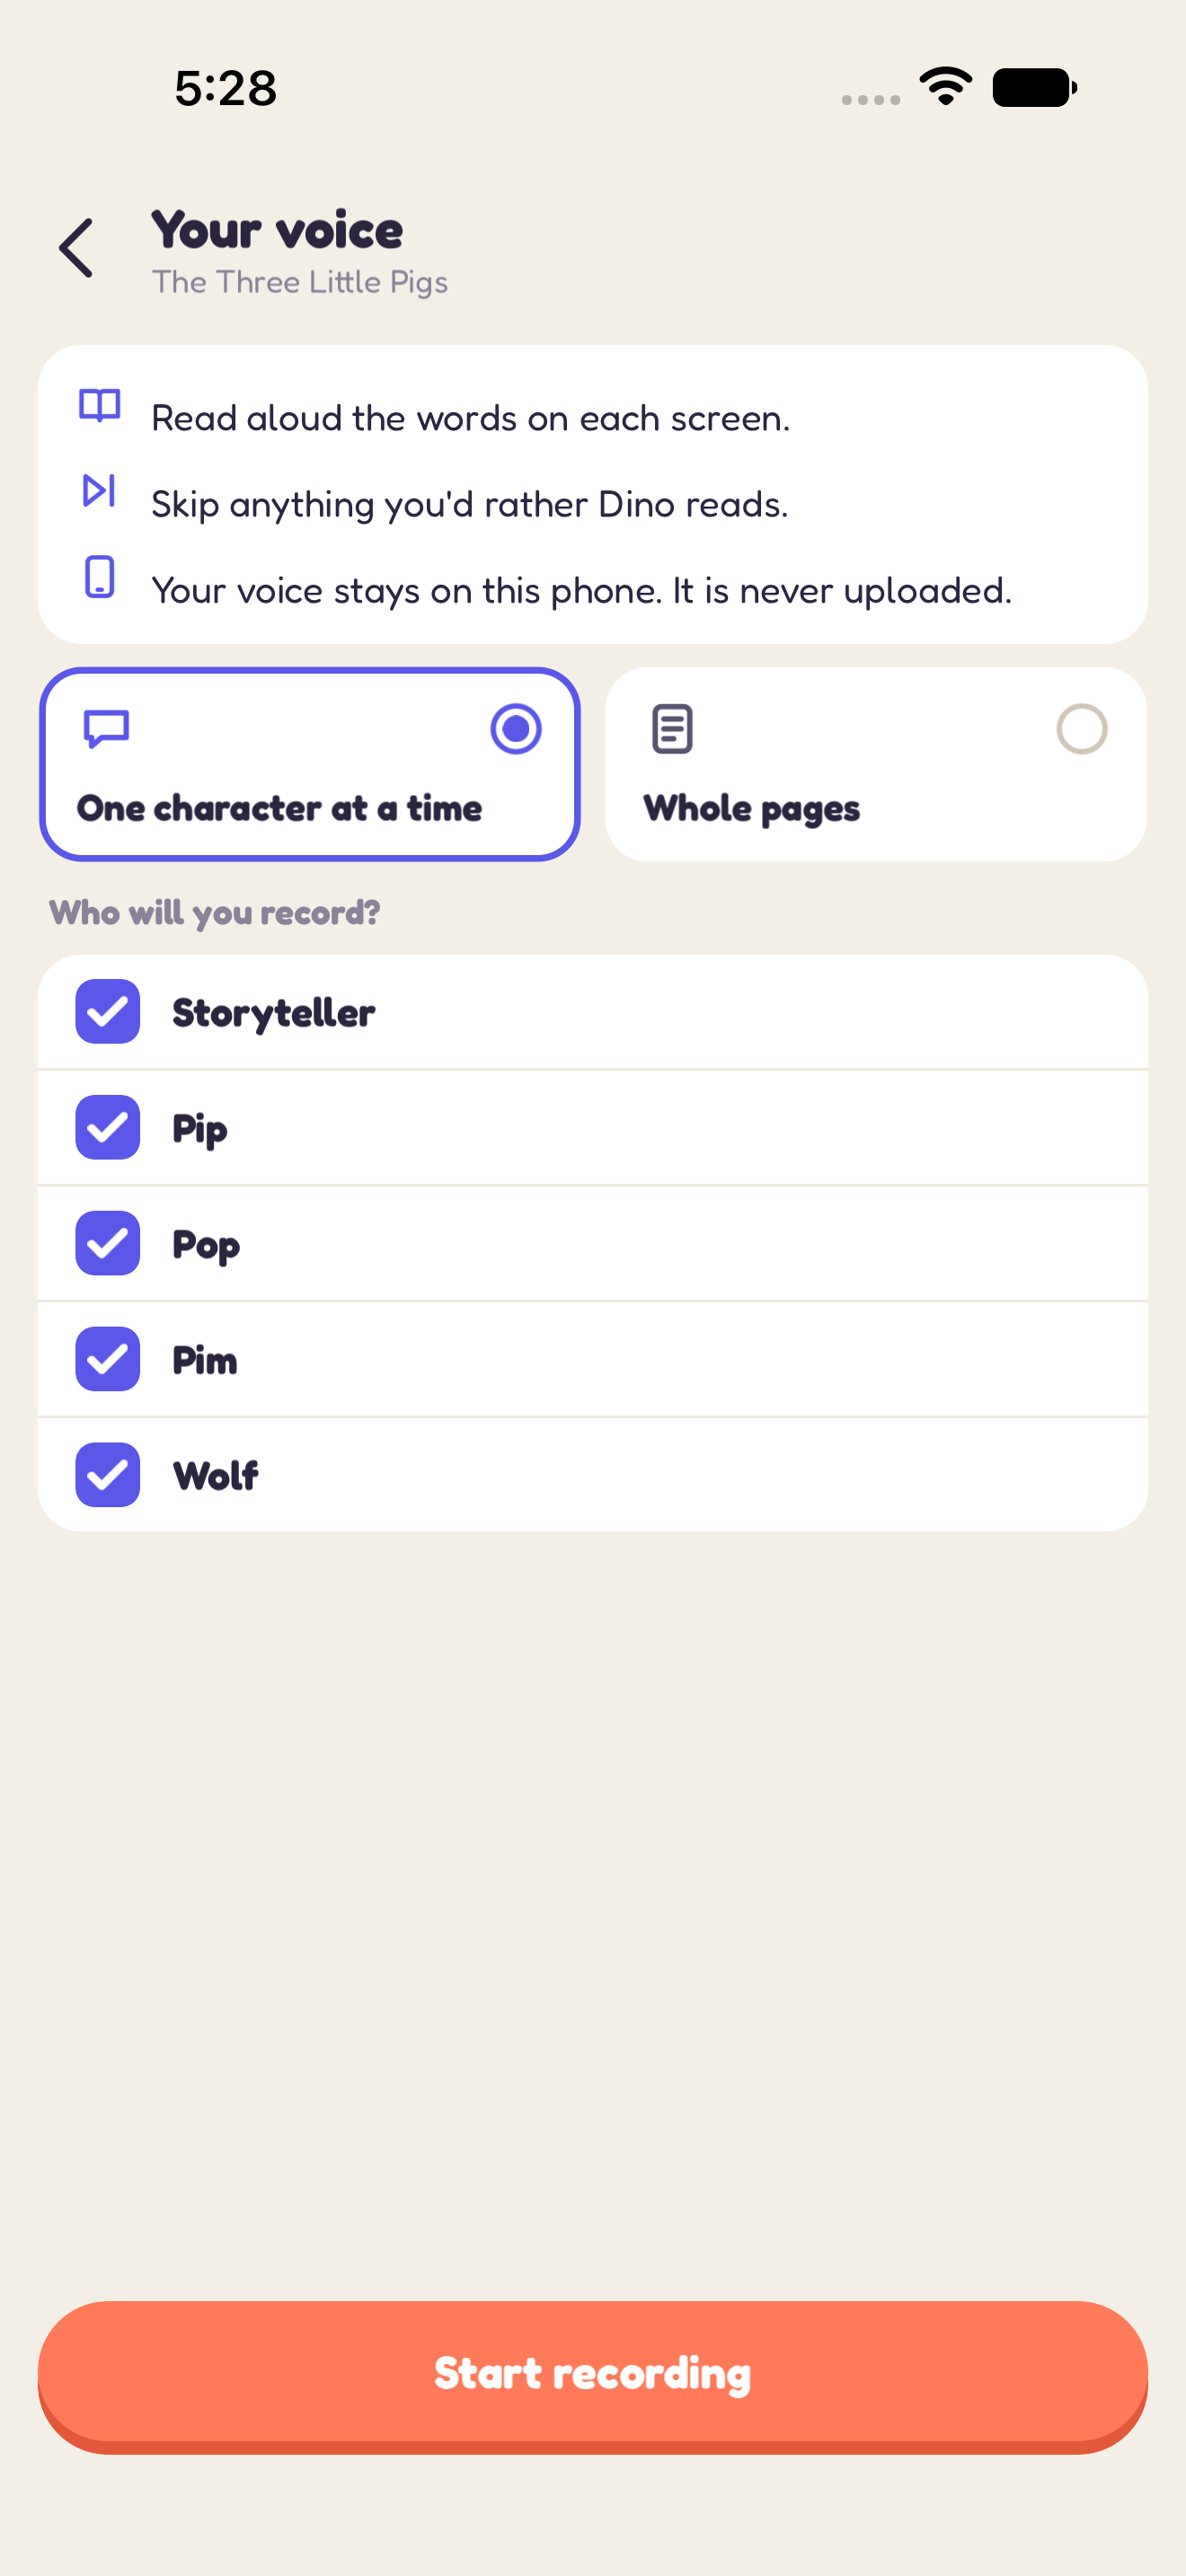 5:28
Your voice
The Three Little Pigs
Read aloud the words on each screen.
Skip anything you'd rather Dino reads.
Your voice stays on this phone. It is never uploaded.
One character at a time
Whole pages
Who will you record?
Storyteller
Pip
Pop
Pim
Wolf
Start recording